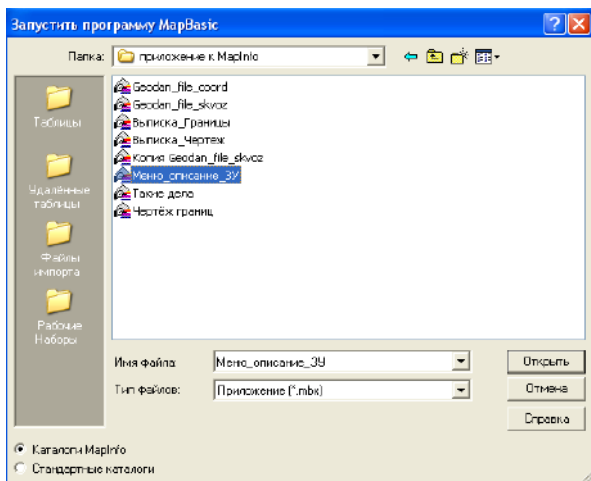 Запустить программу MapBasic
Папка: приложение к MapInfo
Таблицы
Удаленные
таблицы
Файлы
импорта
Рабочие
Наборы
Geodan_file_coord
Geodan_file_skvoz
Выписка_Границы
Выписка_Чертеж
Копия Geodan_file_skvoz
Меню_описание_ЗУ
Такие дела
Чертёж границ
Имя файла: Меню_описание_ЗУ Открыть
Тип файлов: Приложение (*.mbx) Отмена
Справка
Каталоги MapInfo
Стандартные каталоги